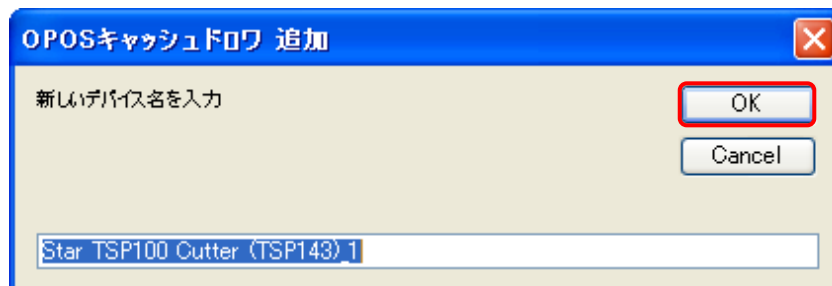 OPOSキャッシュドロワ 追加
新しいデバイス名を入力
OK
Cancel
Star TSP100 Cutter (TSP143)_1